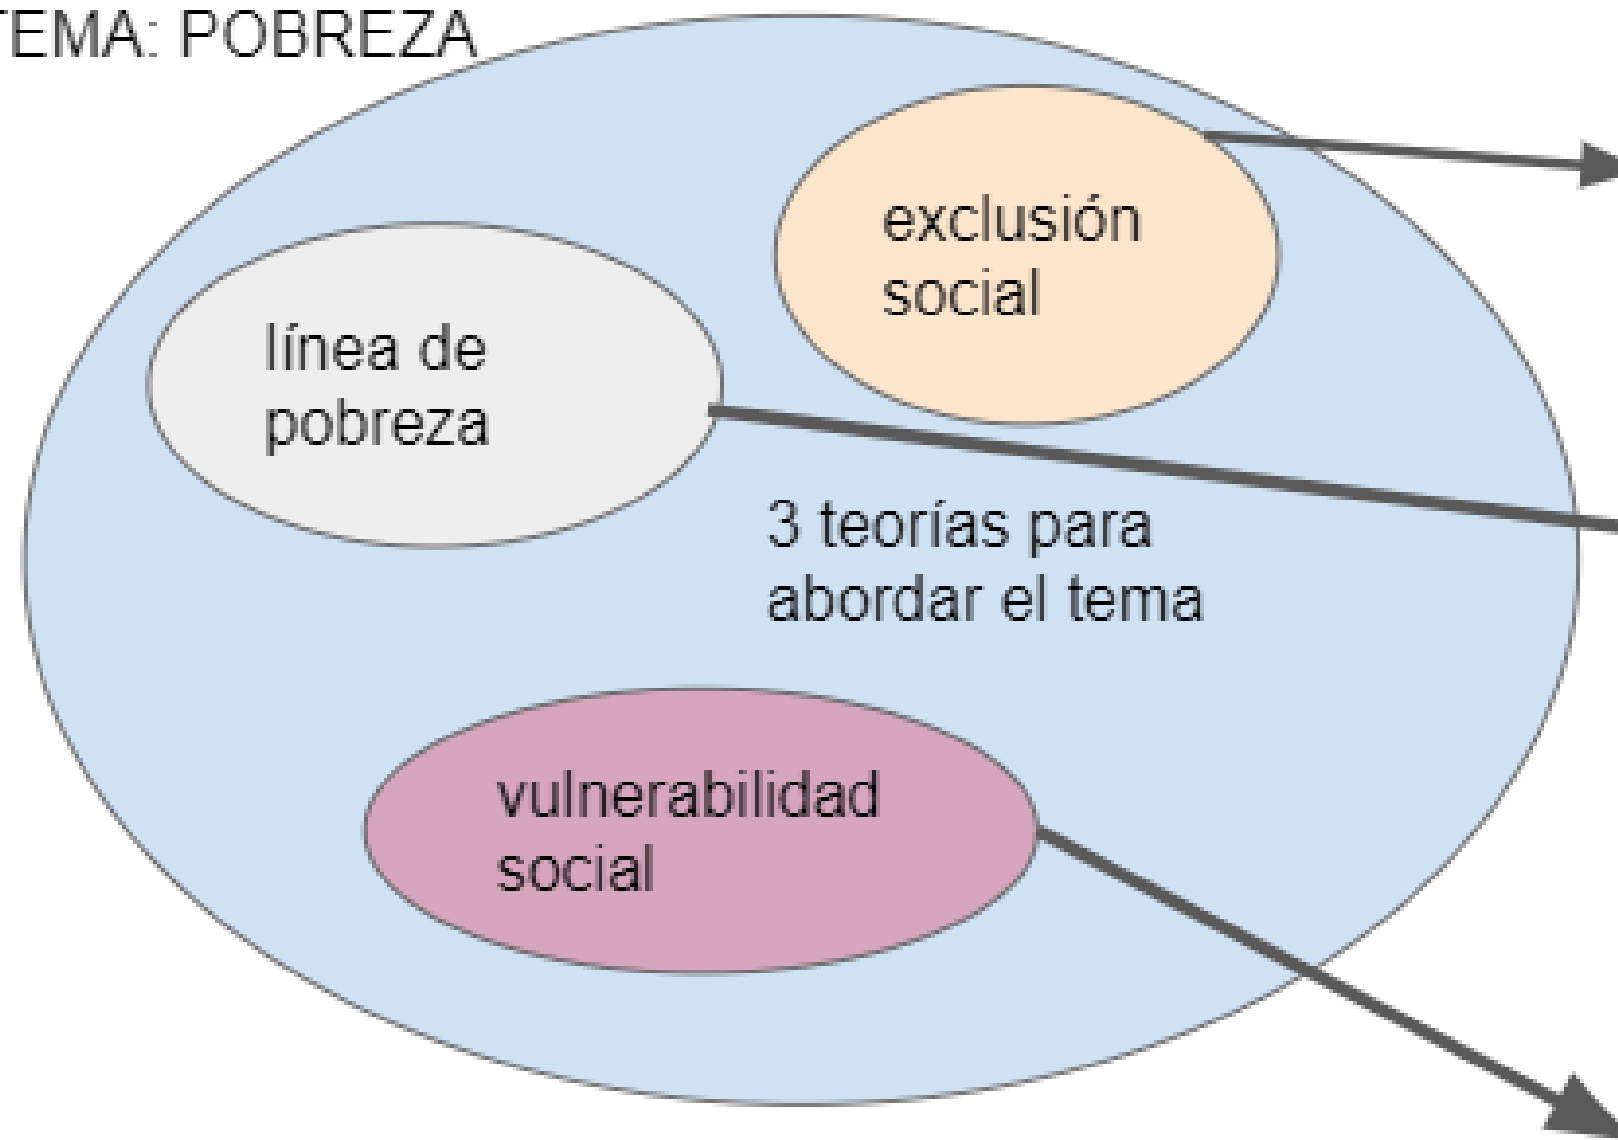 TEMA: POBREZA
exclusión
social
línea de
pobreza
3 teorías para
abordar el tema
vulnerabilidad
social